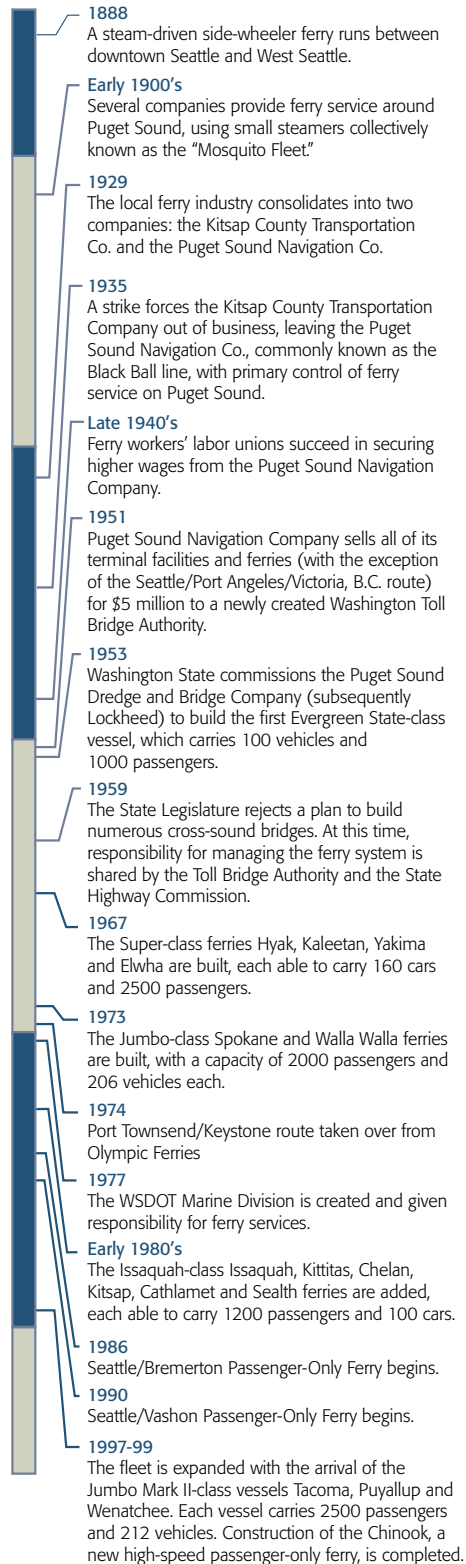 1888
A steam-driven side-wheeler ferry runs between
downtown Seattle and West Seattle.
Early 1900's
Several companies provide ferry service around
Puget Sound, using small steamers collectively
known as the “Mosquito Fleet.”
1929
The local ferry industry consolidates into two
companies: the Kitsap County Transportation
Co. and the Puget Sound Navigation Co.
1935
A strike forces the Kitsap County Transportation
Company out of business, leaving the Puget
Sound Navigation Co., commonly known as the
Black Ball line, with primary control of ferry
service on Puget Sound.
Late 1940's
Ferry workers' labor unions succeed in securing
higher wages from the Puget Sound Navigation
Company.
1951
Puget Sound Navigation Company sells all of its
terminal facilities and ferries (with the exception
of the Seattle/Port Angeles/Victoria, B.C. route)
for $5 million to a newly created Washington Toll
Bridge Authority.
1953
Washington State commissions the Puget Sound
Dredge and Bridge Company (subsequently
Lockheed) to build the first Evergreen State-class
vessel, which carries 100 vehicles and
1000 passengers.
1959
The State Legislature rejects a plan to build
numerous cross-sound bridges. At this time,
responsibility for managing the ferry system is
shared by the Toll Bridge Authority and the State
Highway Commission.
1967
The Super-class ferries Hyak, Kaleetan, Yakima
and Elwha are built, each able to carry 160 cars
and 2500 passengers.
1973
The Jumbo-class Spokane and Walla Walla ferries
are built, with a capacity of 2000 passengers and
206 vehicles each.
1974
Port Townsend/Keystone route taken over from
Olympic Ferries
1977
The WSDOT Marine Division is created and given
responsibility for ferry services.
Early 1980's
The Issaquah-class Issaquah, Kittitas, Chelan,
Kitsap, Cathlamet and Sealth ferries are added,
each able to carry 1200 passengers and 100 cars.
1986
Seattle/Bremerton Passenger-Only Ferry begins.
1990
Seattle/Vashon Passenger-Only Ferry begins.
1997-99
The fleet is expanded with the arrival of the
Jumbo Mark II-class vessels Tacoma, Puyallup and
Wenatchee. Each vessel carries 2500 passengers
and 212 vehicles. Construction of the Chinook, a
new high-speed passenger-only ferry, is completed.